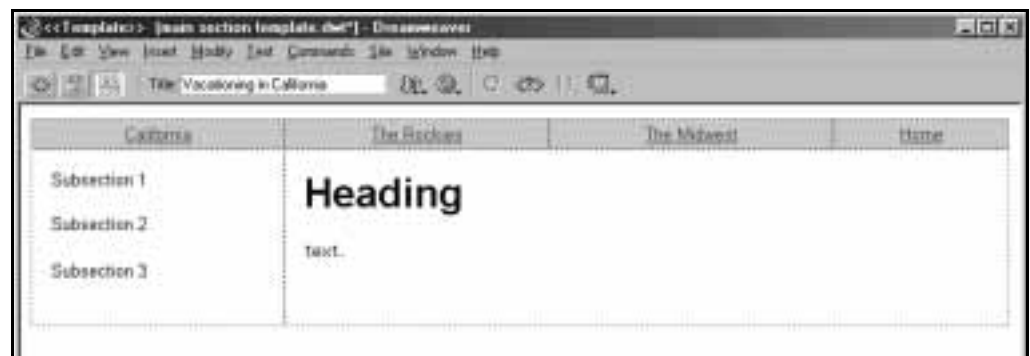 <<Template>> [main section template.dwt*] - Dreamweaver
File Edit View Insert Modify Text Commands Site Window Help
Title: Vacationing in California
California The Rockies The Midwest Home
Subsection 1
Heading
Subsection 2
text.
Subsection 3